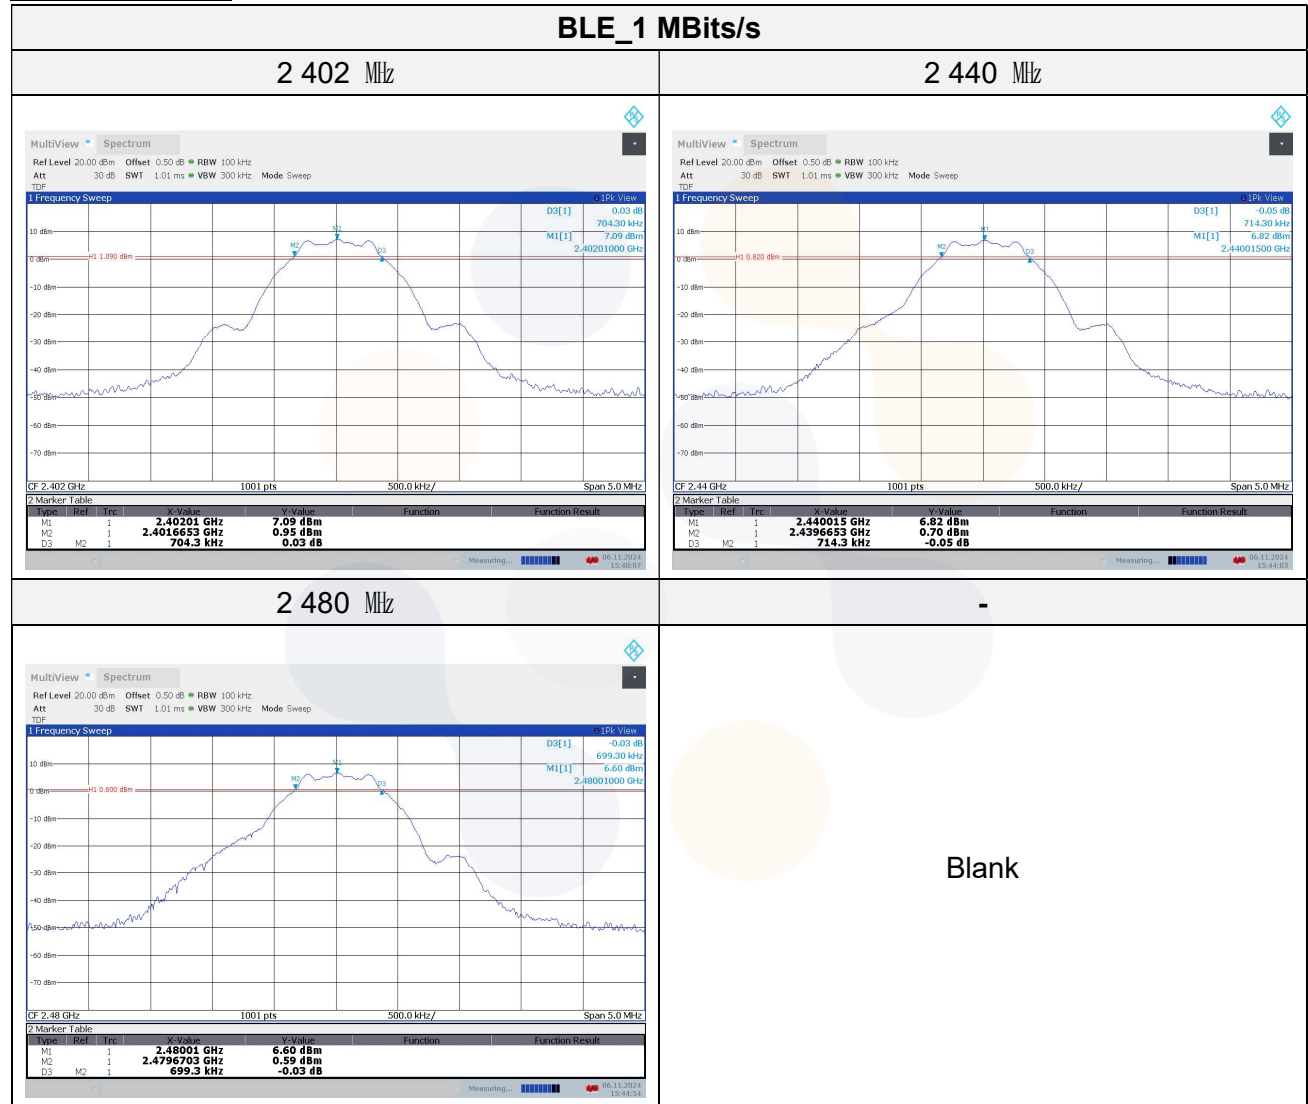 BLE_1 MBits/s
2 402 ㎒
2 440 ㎒
MultiView Spectrum
Ref Level 20.00 dBm Offset 0.50 dB RBW 100 kHz
Att 30 dB SWT 1.01 ms VBW 300 kHz Mode Sweep
TDF
1 Frequency Sweep 1Pk View
D3[1] 0.03 dB
704.30 kHz
M1[1] 7.09 dBm
2.40201000 GHz
M1
M2
D3
10 dBm
0 dBm
H1 1.090 dBm
-10 dBm
-20 dBm
-30 dBm
-40 dBm
-50 dBm
-60 dBm
-70 dBm
CF 2.402 GHz 1001 pts 500.0 kHz/ Span 5.0 MHz
2 Marker Table
Type Ref Trc X-Value Y-Value Function Function Result
M1 1 2.40201 GHz 7.09 dBm
M2 1 2.4016653 GHz 0.95 dBm
D3 M2 1 704.3 kHz 0.03 dB
Measuring... 06.11.2024
15:40:07
MultiView Spectrum
Ref Level 20.00 dBm Offset 0.50 dB RBW 100 kHz
Att 30 dB SWT 1.01 ms VBW 300 kHz Mode Sweep
TDF
1 Frequency Sweep 1Pk View
D3[1] -0.05 dB
714.30 kHz
M1[1] 6.82 dBm
2.44001500 GHz
M1
M2
D3
10 dBm
0 dBm
H1 0.820 dBm
-10 dBm
-20 dBm
-30 dBm
-40 dBm
-50 dBm
-60 dBm
-70 dBm
CF 2.44 GHz 1001 pts 500.0 kHz/ Span 5.0 MHz
2 Marker Table
Type Ref Trc X-Value Y-Value Function Function Result
M1 1 2.440015 GHz 6.82 dBm
M2 1 2.4396653 GHz 0.70 dBm
D3 M2 1 714.3 kHz -0.05 dB
Measuring... 06.11.2024
15:44:03
2 480 ㎒
-
MultiView Spectrum
Ref Level 20.00 dBm Offset 0.50 dB RBW 100 kHz
Att 30 dB SWT 1.01 ms VBW 300 kHz Mode Sweep
TDF
1 Frequency Sweep 1Pk View
D3[1] -0.03 dB
699.30 kHz
M1[1] 6.60 dBm
2.48001000 GHz
M1
M2
D3
10 dBm
0 dBm
H1 0.600 dBm
-10 dBm
-20 dBm
-30 dBm
-40 dBm
-50 dBm
-60 dBm
-70 dBm
CF 2.48 GHz 1001 pts 500.0 kHz/ Span 5.0 MHz
2 Marker Table
Type Ref Trc X-Value Y-Value Function Function Result
M1 1 2.48001 GHz 6.60 dBm
M2 1 2.4796703 GHz 0.59 dBm
D3 M2 1 699.3 kHz -0.03 dB
Measuring... 06.11.2024
15:44:54
Blank